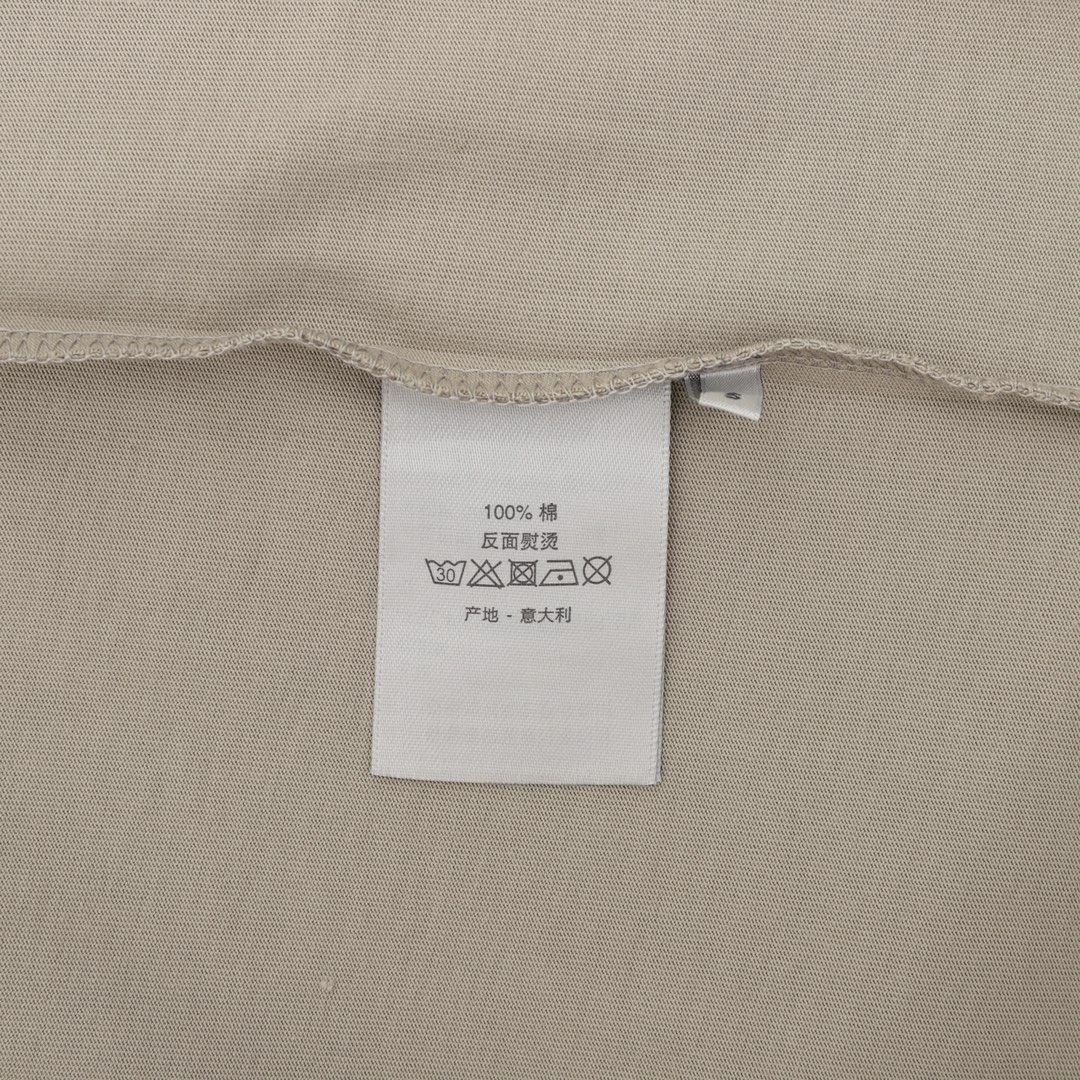 100% 棉
反面熨烫
30
产地 - 意大利